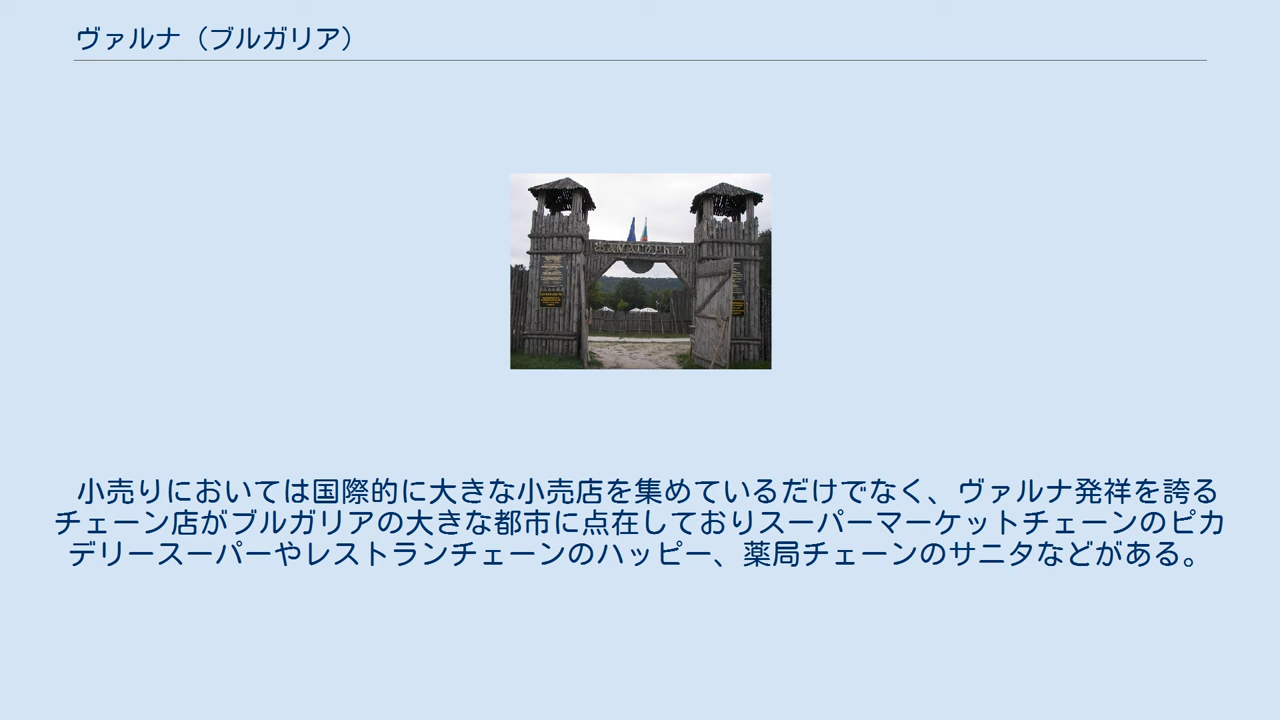 ヴァルナ（ブルガリア）
小売りにおいては国際的に大きな小売店を集めているだけでなく、ヴァルナ発祥を誇る
チェーン店がブルガリアの大きな都市に点在しておりスーパーマーケットチェーンのピカ
デリースーパーやレストランチェーンのハッピー、薬局チェーンのサニタなどがある。